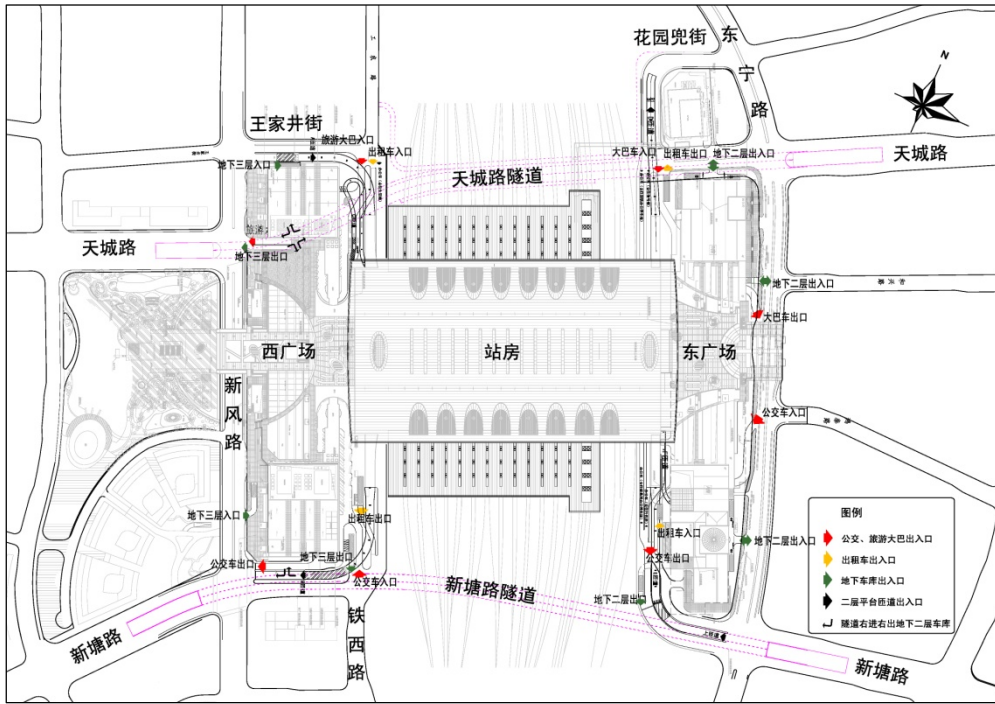 花园兜街
东宁路
N
王家井街
旅游大巴入口
出租车入口
大巴车入口
出租车出口
地下二层出入口
地下三层入口
天城路隧道
天城路
天城路
地下三层出口
地下二层出入口
大巴车出口
西广场
站房
东广场
新风路
公交车入口
地下三层入口
出租车出口
出租车入口
地下二层出入口
公交车出口
地下三层出口
公交车入口
公交车出口
新塘路隧道
地下二层出口
新塘路
铁西路
新塘路
图例
公交、旅游大巴出入口
出租车出入口
地下车库出入口
二层平台匝道出入口
隧道右进右出地下二层车库